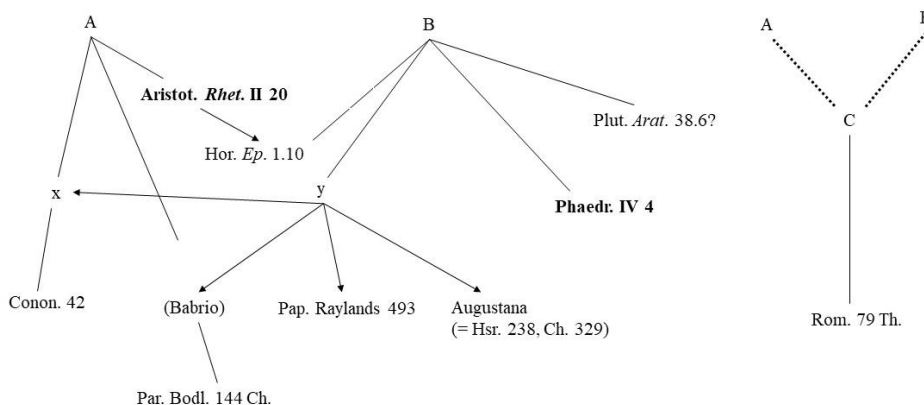 A
B
A
Aristot. Rhet. II 20
Plut. Arat. 38.6?
C
Hor. Ep. 1.10
x
y
Phaedr. IV 4
Conon. 42
(Babrio)
Pap. Raylands 493
Augustana
(= Hsr. 238, Ch. 329)
Rom. 79 Th.
Par. Bodl. 144 Ch.